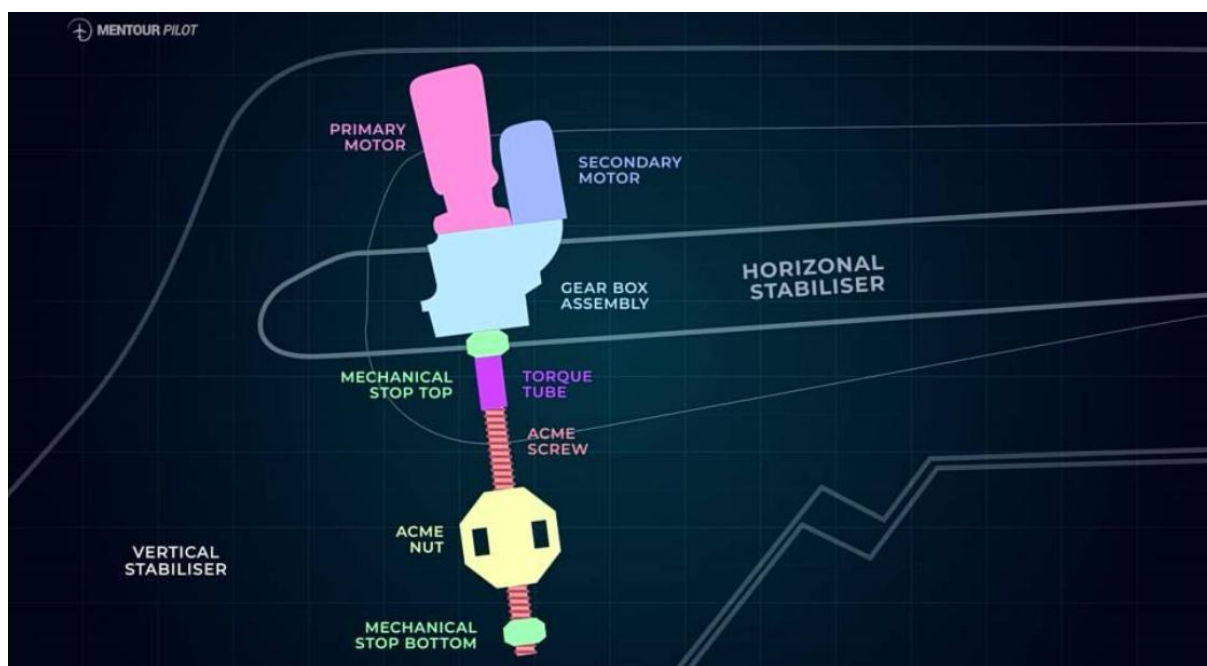 MENTOUR PILOT
PRIMARY
MOTOR
SECONDARY
MOTOR
HORIZONAL
STABILISER
GEAR BOX
ASSEMBLY
MECHANICAL
STOP TOP
TORQUE
TUBE
ACME
SCREW
ACME
NUT
VERTICAL
STABILISER
MECHANICAL
STOP BOTTOM